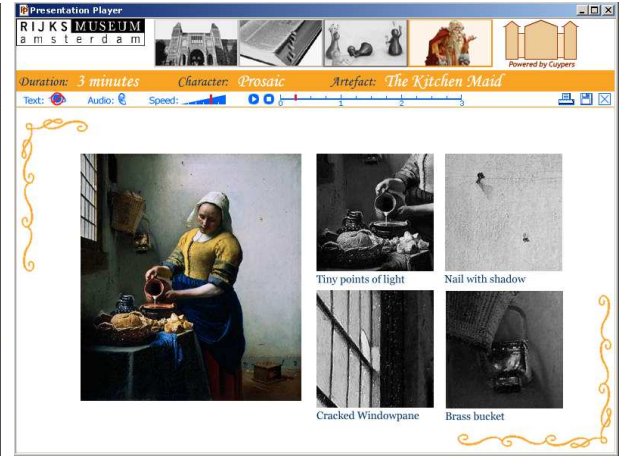 Presentation Player
RIJKS MUSEUM
amsterdam
Powered by Cuypers
Duration: 3 minutes Character: Prosaic Artefact: The Kitchen Maid
Text: Audio: Speed: 0 1 2 3
Tiny points of light
Nail with shadow
Cracked Windowpane
Brass bucket